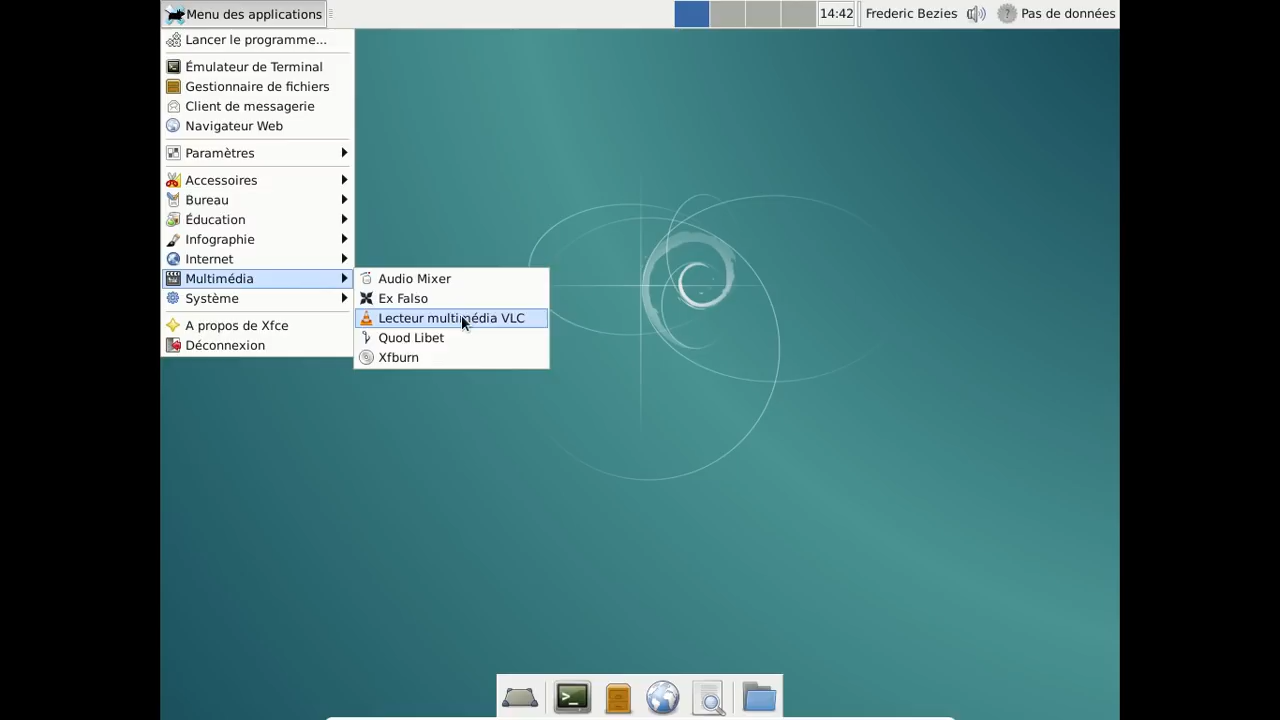 Menu des applications
14:42
Frederic Bezies
Pas de données
Lancer le programme...
Émulateur de Terminal
Gestionnaire de fichiers
Client de messagerie
Navigateur Web
Paramètres
Accessoires
Bureau
Éducation
Infographie
Internet
Multimédia
Système
A propos de Xfce
Déconnexion
Audio Mixer
Ex Falso
Lecteur multimédia VLC
Quod Libet
Xfburn